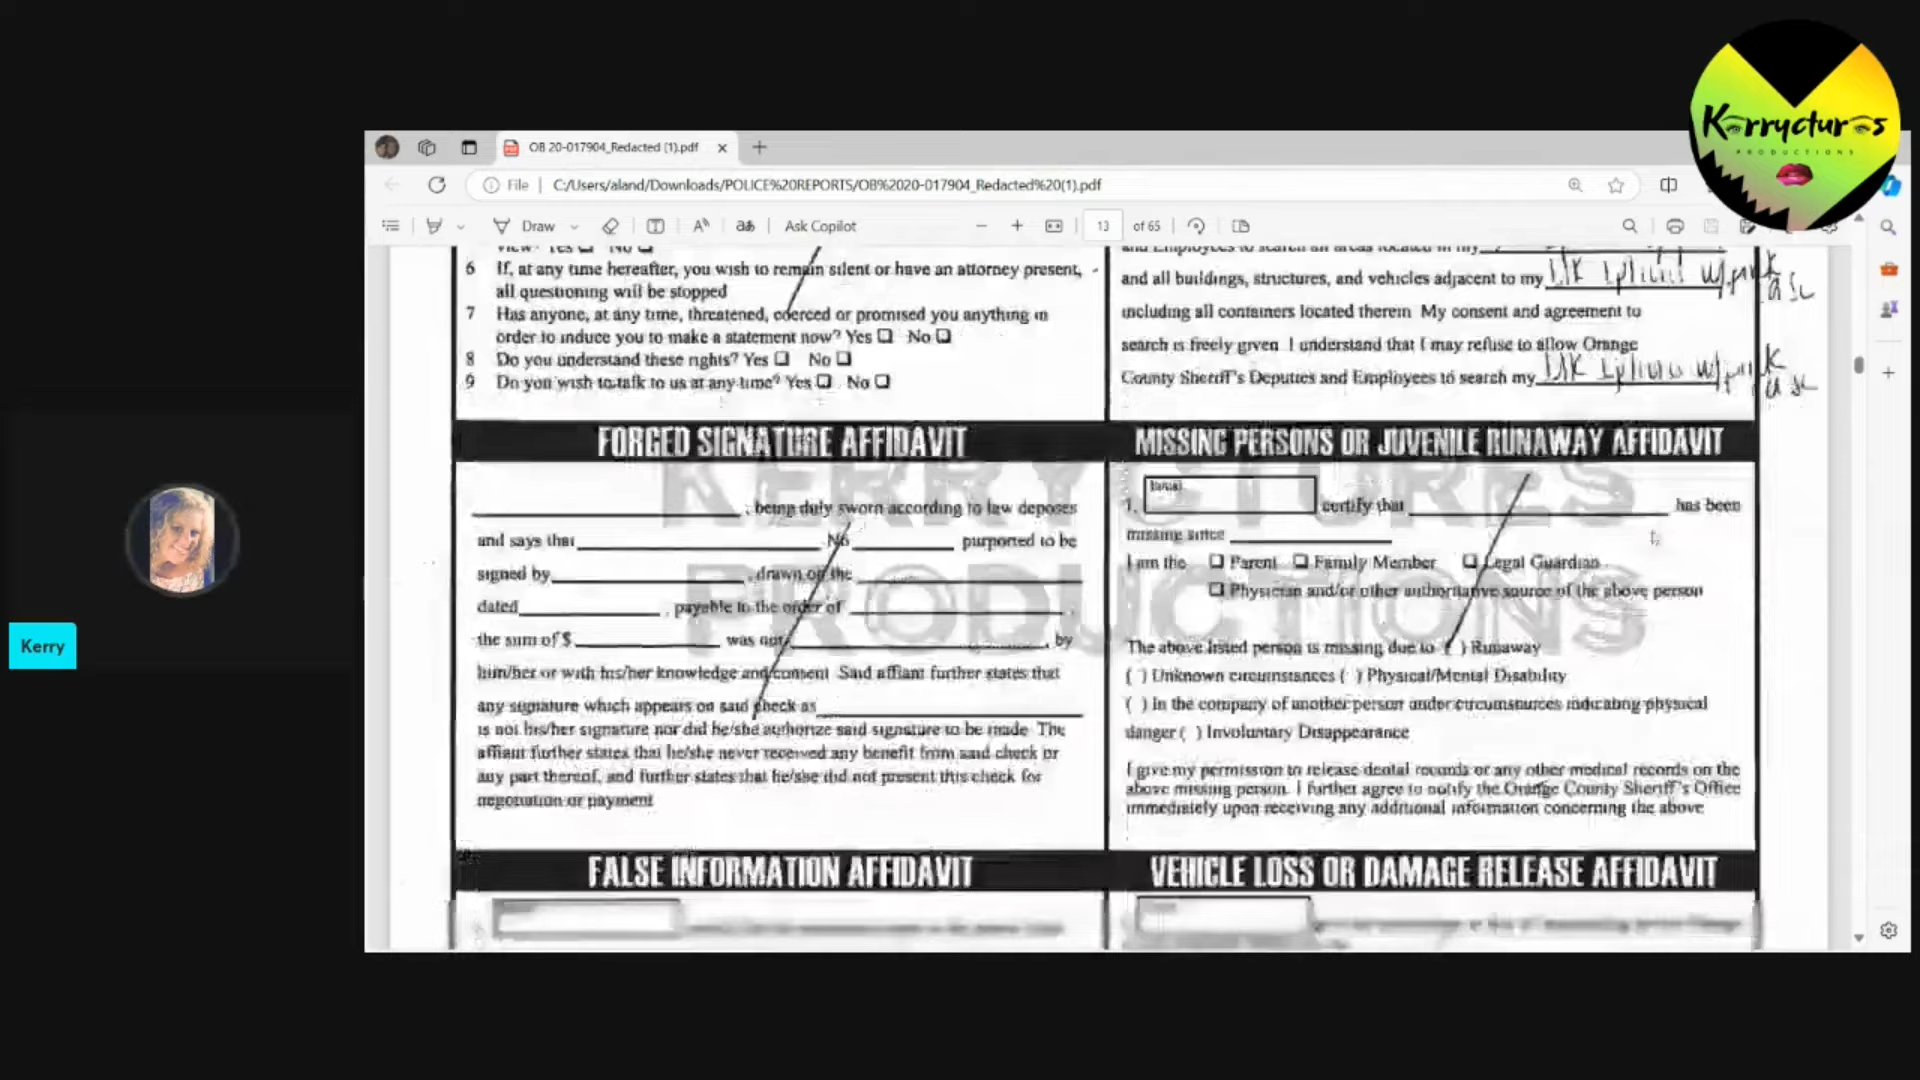 Kerryctures
PRODUCTIONS
OB 20-017904_Redacted (1).pdf
File | C:/Users/aland/Downloads/POLICE%20REPORTS/OB%2020-017904_Redacted%20(1).pdf
Draw
Ask Copilot
13 of 65
view? Yes No
6 If, at any time hereafter, you wish to remain silent or have an attorney present,
all questioning will be stopped
7 Has anyone, at any time, threatened, coerced or promised you anything in
order to induce you to make a statement now? Yes No
8 Do you understand these rights? Yes No
9 Do you wish to talk to us at any time? Yes No
and Employees to search all areas located in my
and all buildings, structures, and vehicles adjacent to my
including all containers located therein My consent and agreement to
search is freely given I understand that I may refuse to allow Orange
County Sheriff's Deputies and Employees to search my
FORGED SIGNATURE AFFIDAVIT
, being duly sworn according to law deposes
and says that No purported to be
signed by , drawn on the
dated , payable to the order of ,
the sum of $ was not , by
him/her or with his/her knowledge and consent Said affiant further states that
any signature which appears on said check as
is not his/her signature nor did he/she authorize said signature to be made The
affiant further states that he/she never received any benefit from said check or
any part thereof, and further states that he/she did not present this check for
negotiation or payment
MISSING PERSONS OR JUVENILE RUNAWAY AFFIDAVIT
Initial
I, certify that has been
missing since
I am the Parent Family Member Legal Guardian
Physician and/or other authoritative source of the above person
The above listed person is missing due to ( ) Runaway
( ) Unknown circumstances ( ) Physical/Mental Disability
( ) In the company of another person under circumstances indicating physical
danger ( ) Involuntary Disappearance
I give my permission to release dental records or any other medical records on the
above missing person. I further agree to notify the Orange County Sheriff's Office
immediately upon receiving any additional information concerning the above
KERRYCTURES
PRODUCTIONS
FALSE INFORMATION AFFIDAVIT
VEHICLE LOSS OR DAMAGE RELEASE AFFIDAVIT
Kerry